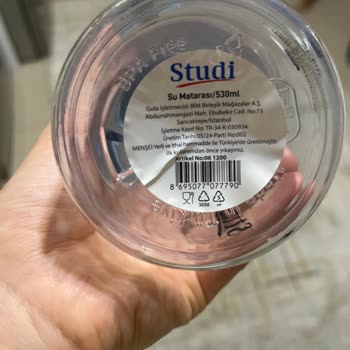 BPA Free
Studi
Su Matarası/530ml
Gıda İşletmecisi: BİM Birleşik Mağazalar A.Ş.
Abdurrahmangazi Mah. Ebubekir Cad. No:73
Sancaktepe/İstanbul
İşletme Kayıt No: TR-34-K-030934
Üretim Tarihi: 05/24-Parti No:002
MENŞEİ:Yerli ve ithal hammadde ile Türkiye'de üretilmiştir.
İlk kullanımdan önce yıkayınız.
Artikel No:06 1200
8 695077 077790